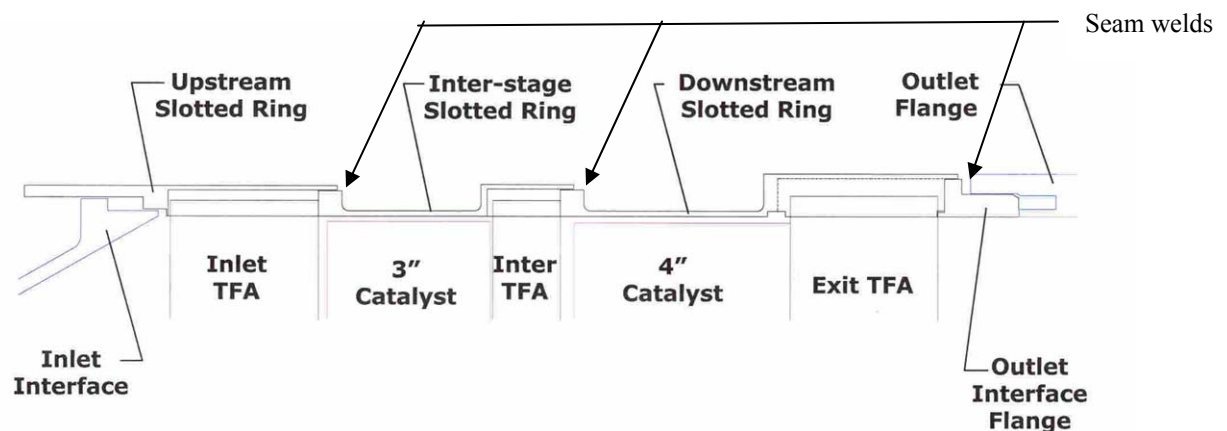 Seam welds
Upstream
Slotted Ring
Inter-stage
Slotted Ring
Downstream
Slotted Ring
Outlet
Flange
Inlet
TFA
3”
Catalyst
Inter
TFA
4”
Catalyst
Exit TFA
Inlet
Interface
Outlet
Interface
Flange